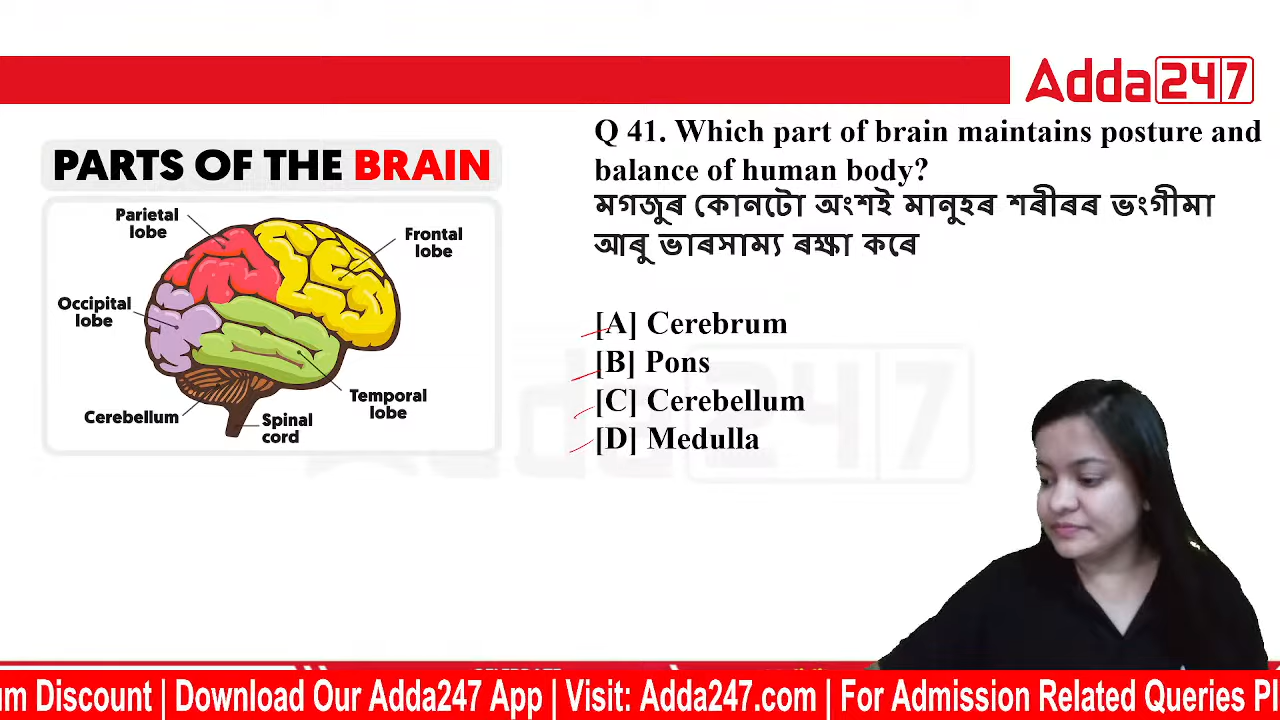 Adda247
PARTS OF THE BRAIN
Parietal
lobe
Frontal
lobe
Occipital
lobe
Cerebellum
Spinal
cord
Temporal
lobe
Q 41. Which part of brain maintains posture and
balance of human body?
মগজুৰ কোনটো অংশই মানুহৰ শৰীৰৰ ভংগীমা
আৰু ভাৰসাম্য ৰক্ষা কৰে
[A] Cerebrum
[B] Pons
[C] Cerebellum
[D] Medulla
Adda247
um Discount | Download Our Adda247 App | Visit: Adda247.com | For Admission Related Queries Pl